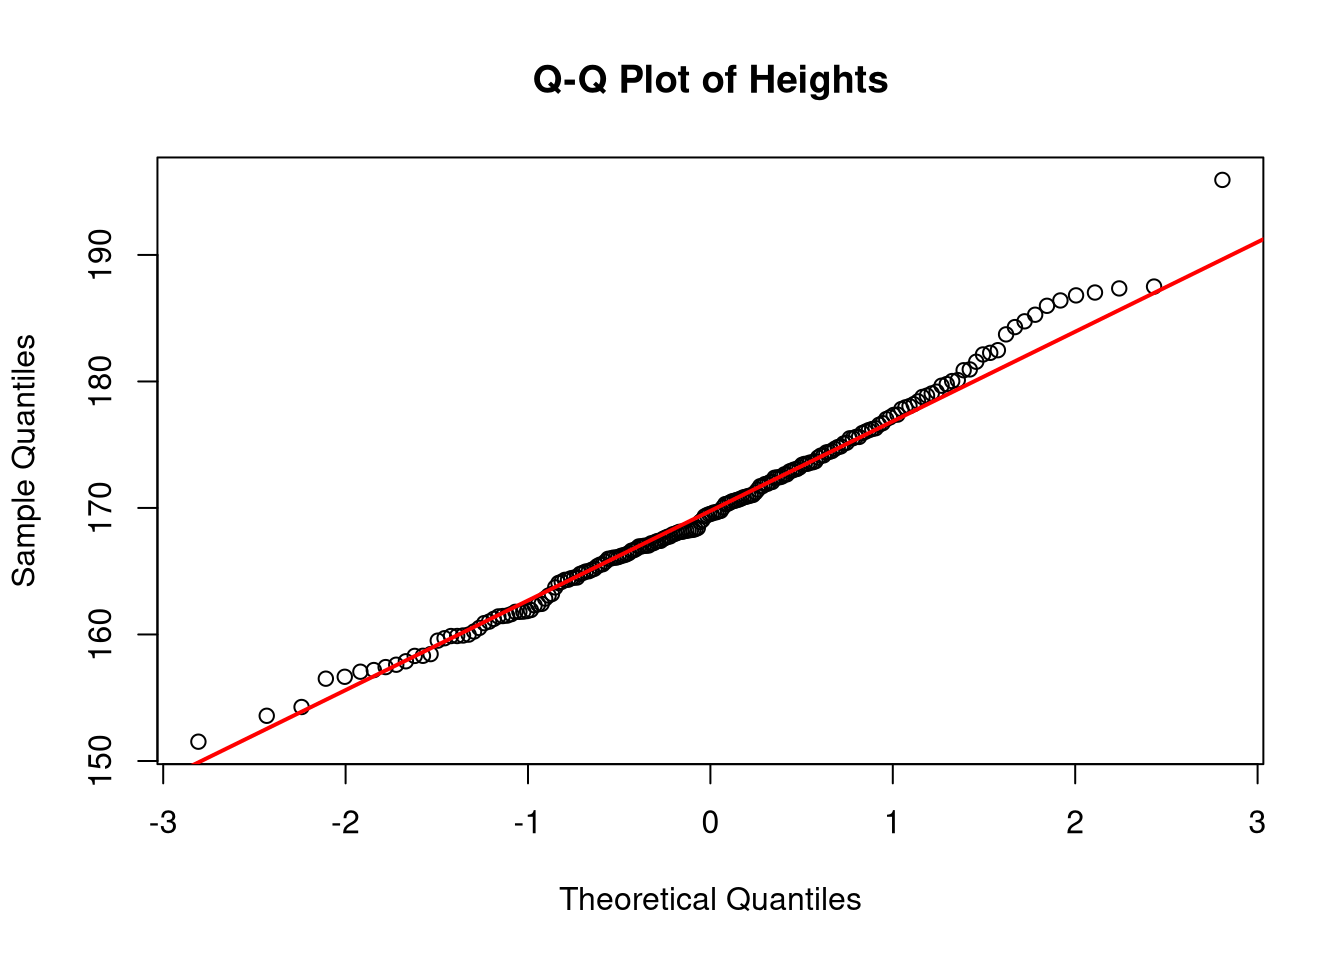 Q-Q Plot of Heights
Sample Quantiles
190
180
170
160
150
-3 -2 -1 0 1 2 3
Theoretical Quantiles